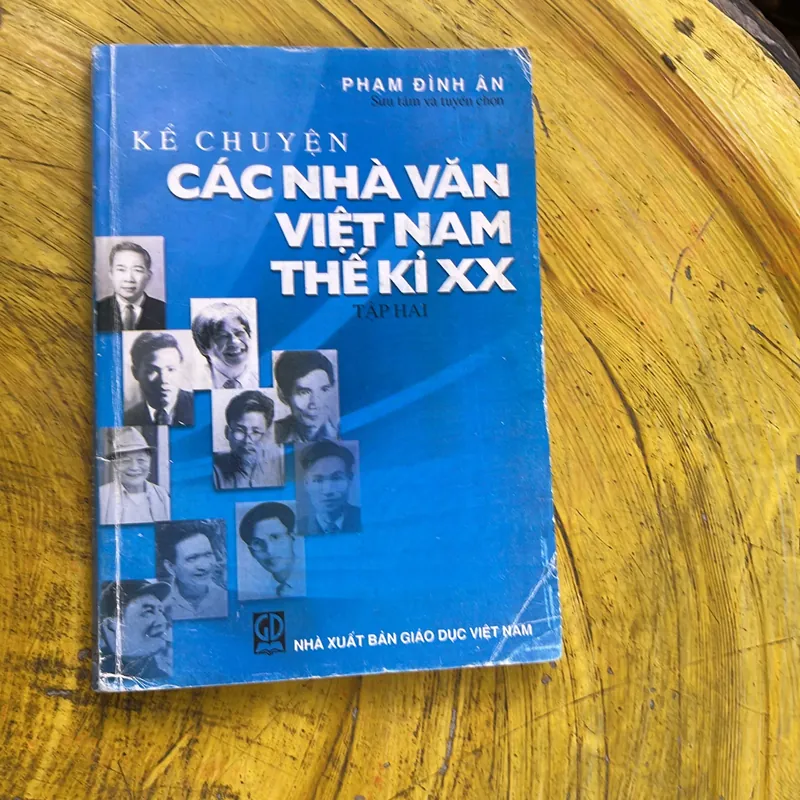 PHẠM ĐÌNH ÂN
Sưu tầm và tuyển chọn
KỂ CHUYỆN
CÁC NHÀ VĂN
VIỆT NAM
THẾ KỈ XX
TẬP HAI
GD
NHÀ XUẤT BẢN GIÁO DỤC VIỆT NAM